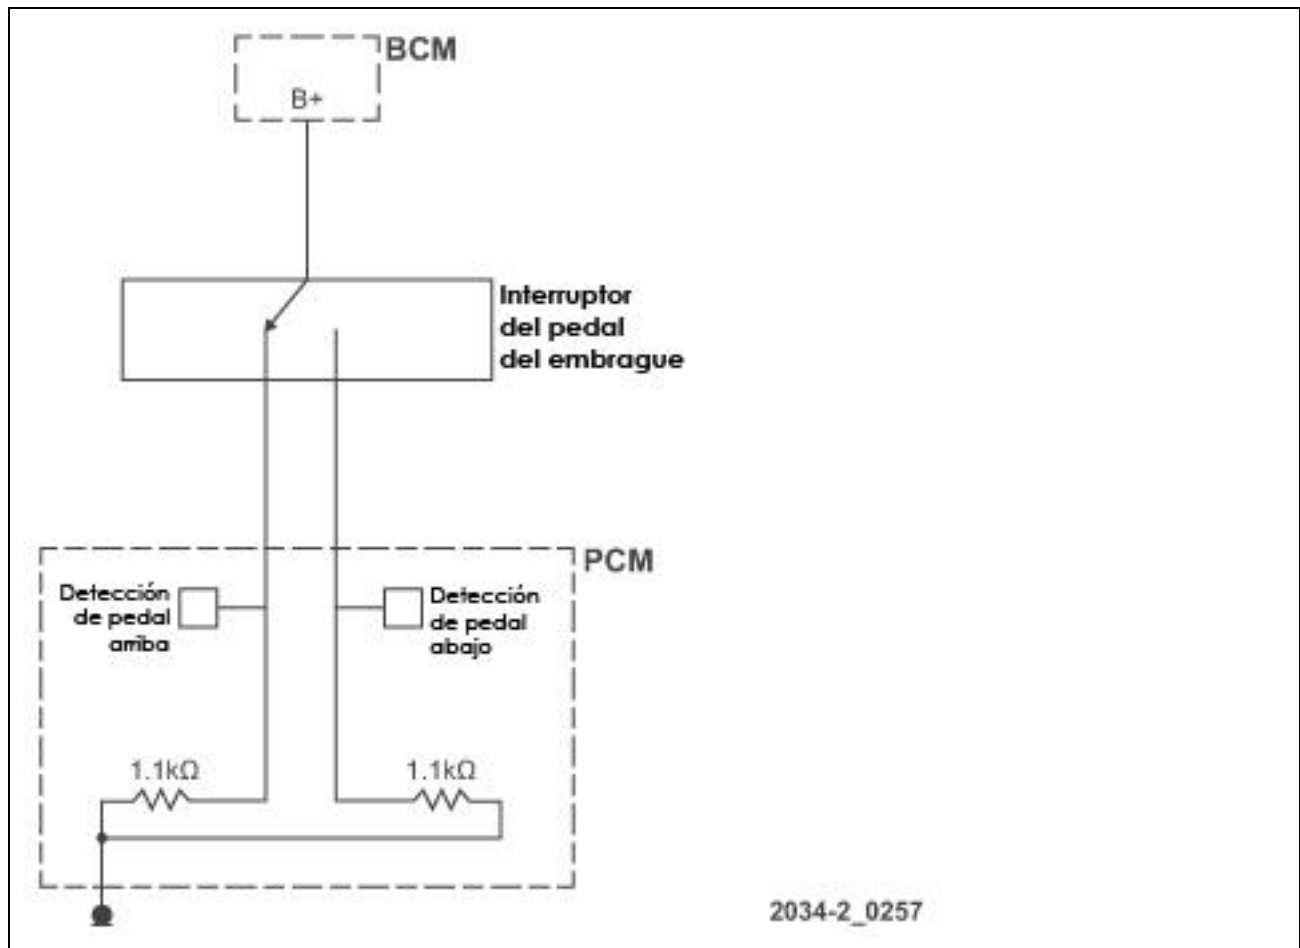 BCM
B+
Interruptor
del pedal
del embrague
PCM
Detección
de pedal
arriba
Detección
de pedal
abajo
1.1kΩ
1.1kΩ
2034-2_0257